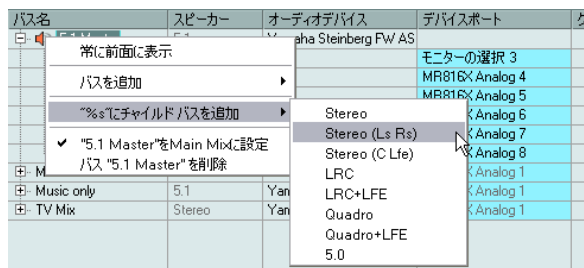 バス名 スピーカー オーディオデバイス デバイスポート
5.1 Yamaha Steinberg FW AS
常に前面に表示 モニターの選択 3
バスを追加 MR816X Analog 4
MR816X Analog 5
"%s"にチャイルド バスを追加 Stereo X Analog 6
Stereo (Ls Rs) X Analog 7
"5.1 Master"をMain Mixに設定 Stereo (C Lfe) X Analog 8
バス "5.1 Master" を削除 LRC X Analog 1
Music only 5.1 Yan LRC+LFE X Analog 1
TV Mix Stereo Yan Quadro X Analog 1
Quadro+LFE
5.0